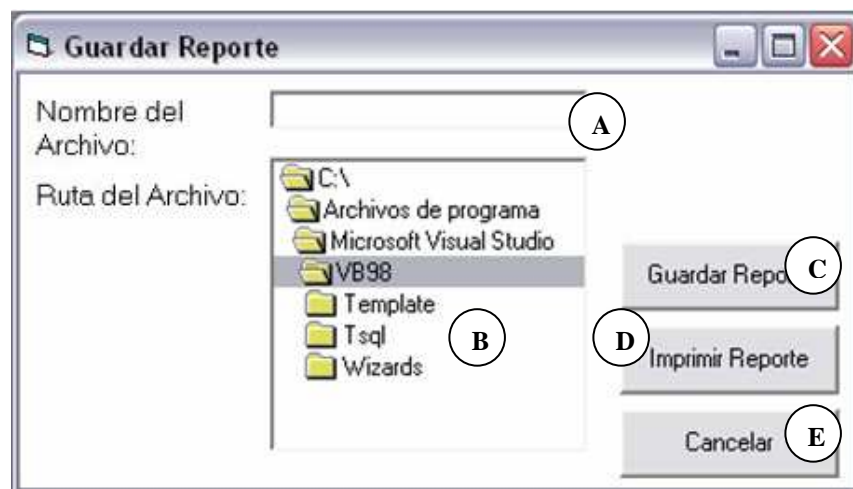 Guardar Reporte
Nombre del
Archivo:
A
Ruta del Archivo:
C:\
Archivos de programa
Microsoft Visual Studio
VB98
Template
Tsql
Wizards
B
Guardar Repo
C
D
Imprimir Reporte
Cancelar
E